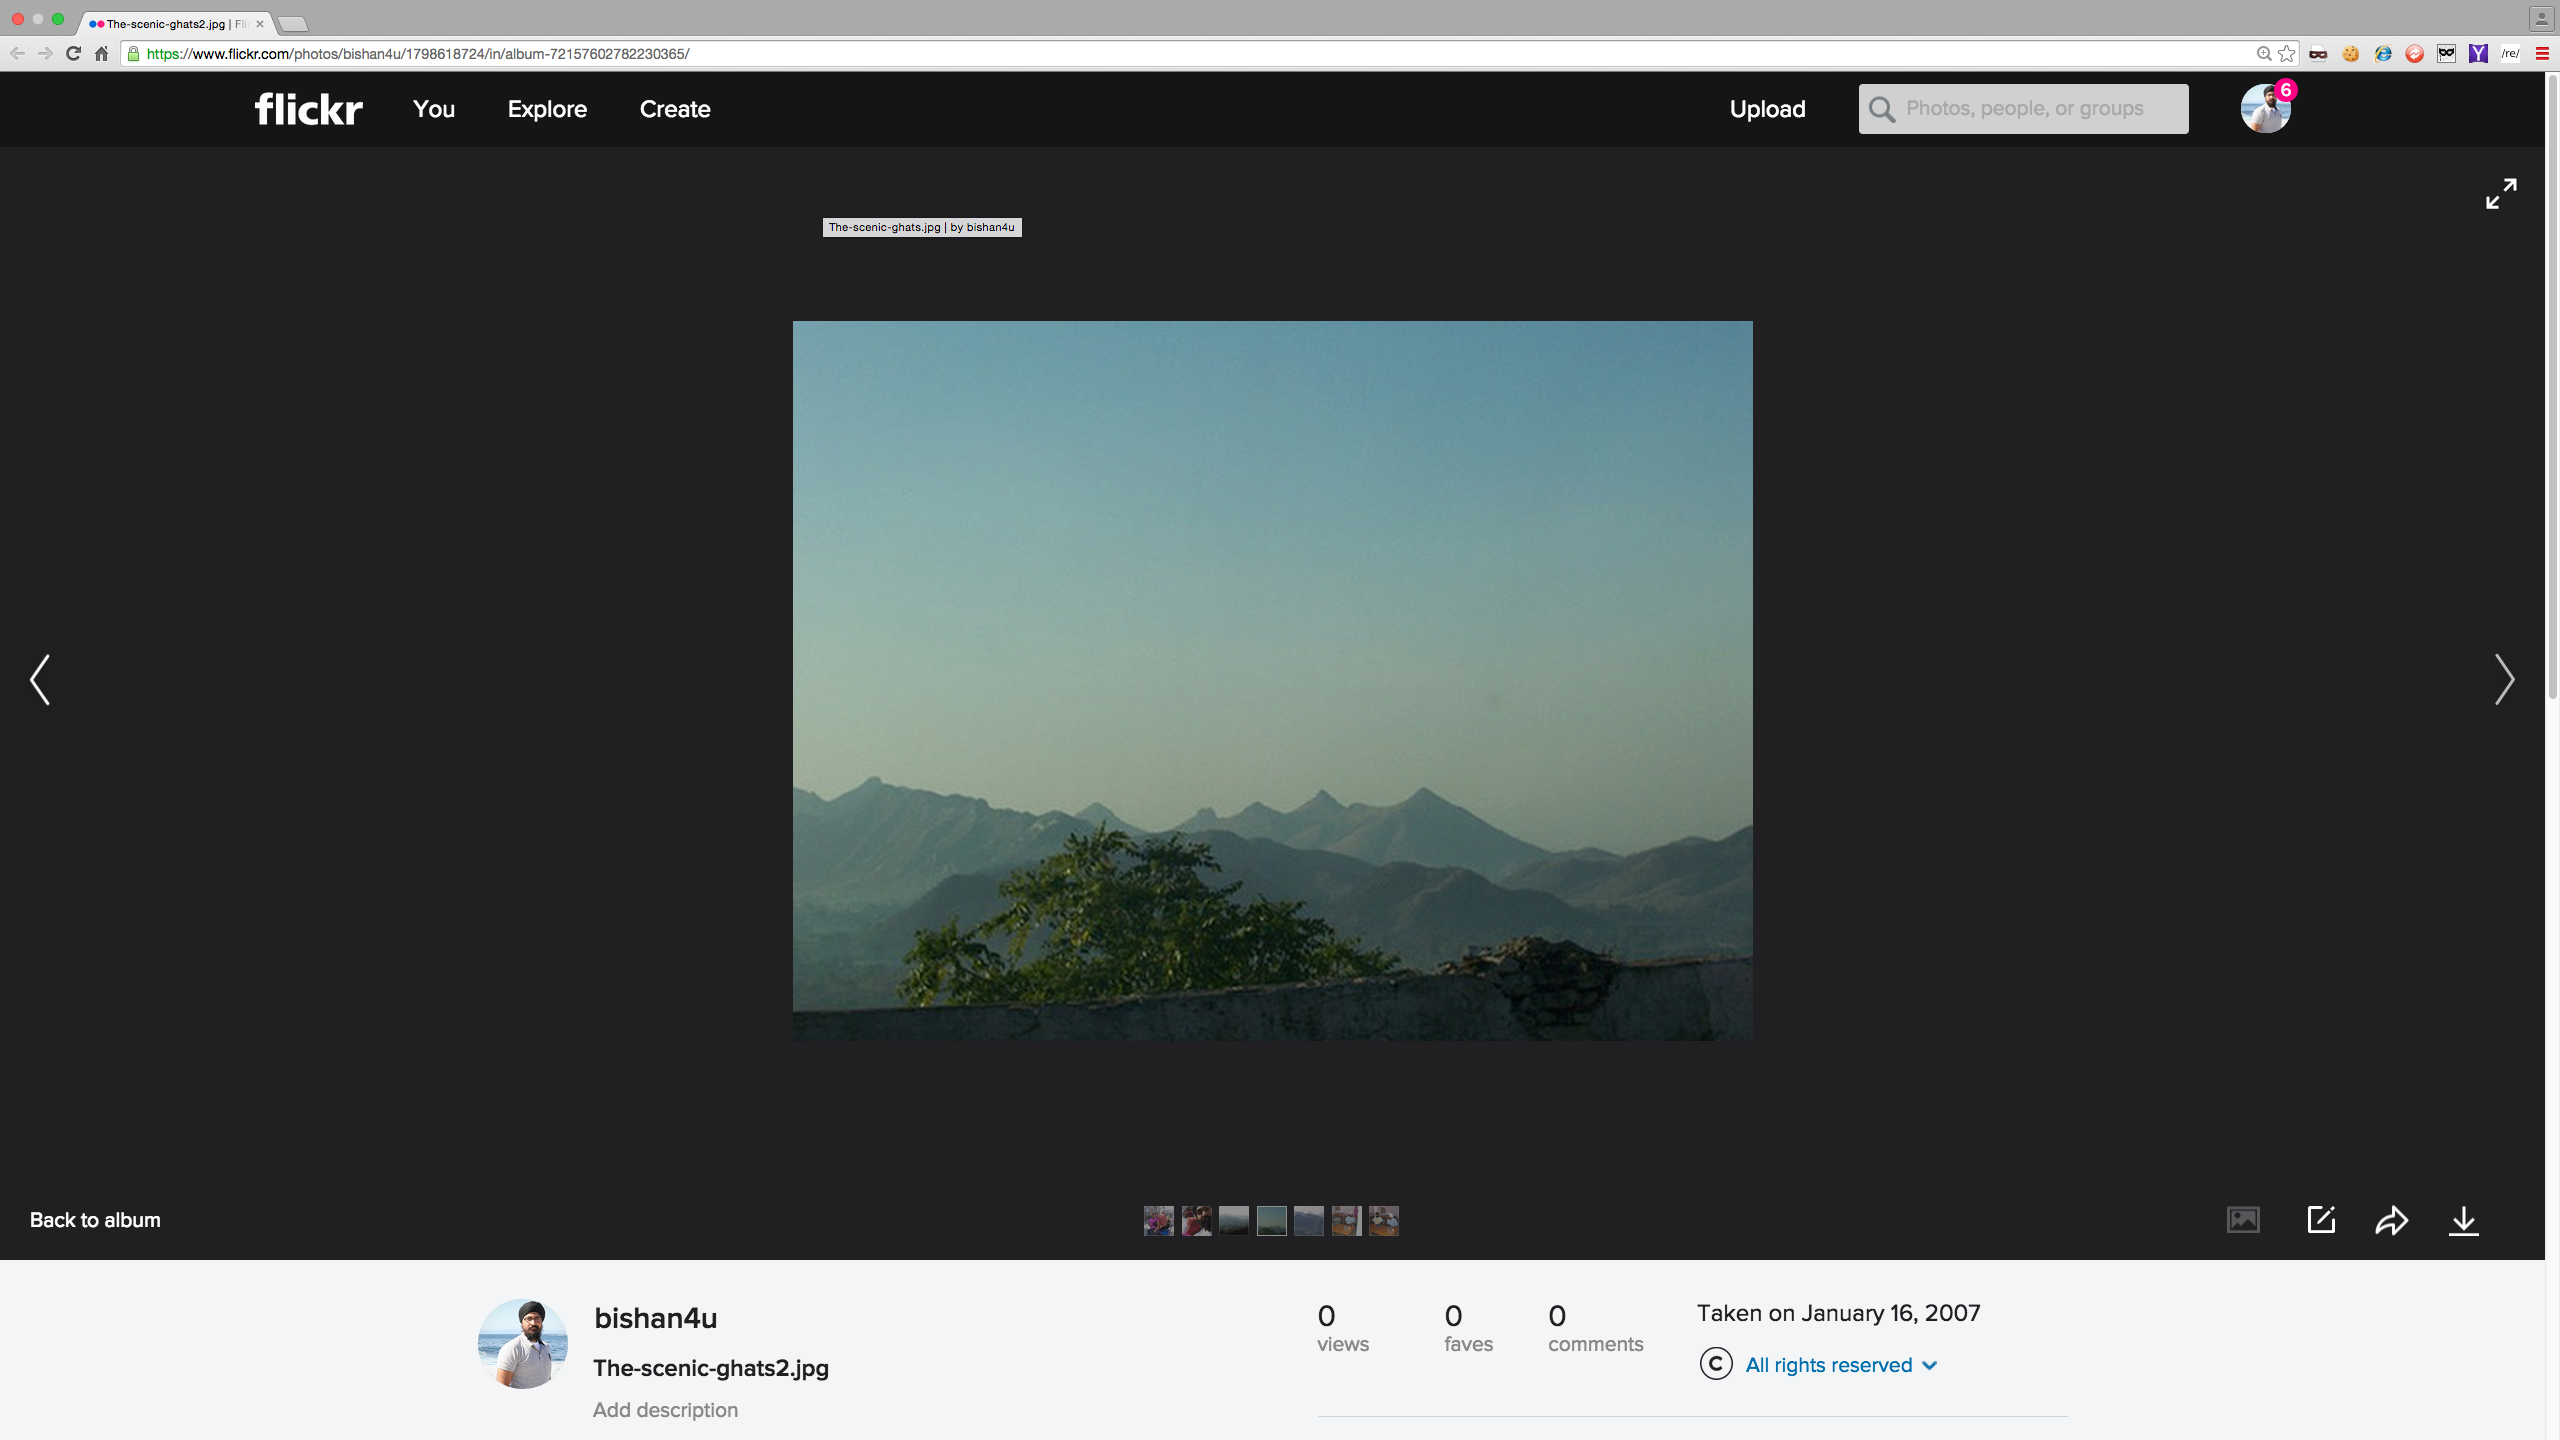 The-scenic-ghats2.jpg | Fli
https://www.flickr.com/photos/bishan4u/1798618724/in/album-72157602782230365/
/re/
flickr
You
Explore
Create
Upload
Photos, people, or groups
6
The-scenic-ghats.jpg | by bishan4u
Back to album
bishan4u
The-scenic-ghats2.jpg
Add description
0
views
0
faves
0
comments
Taken on January 16, 2007
All rights reserved